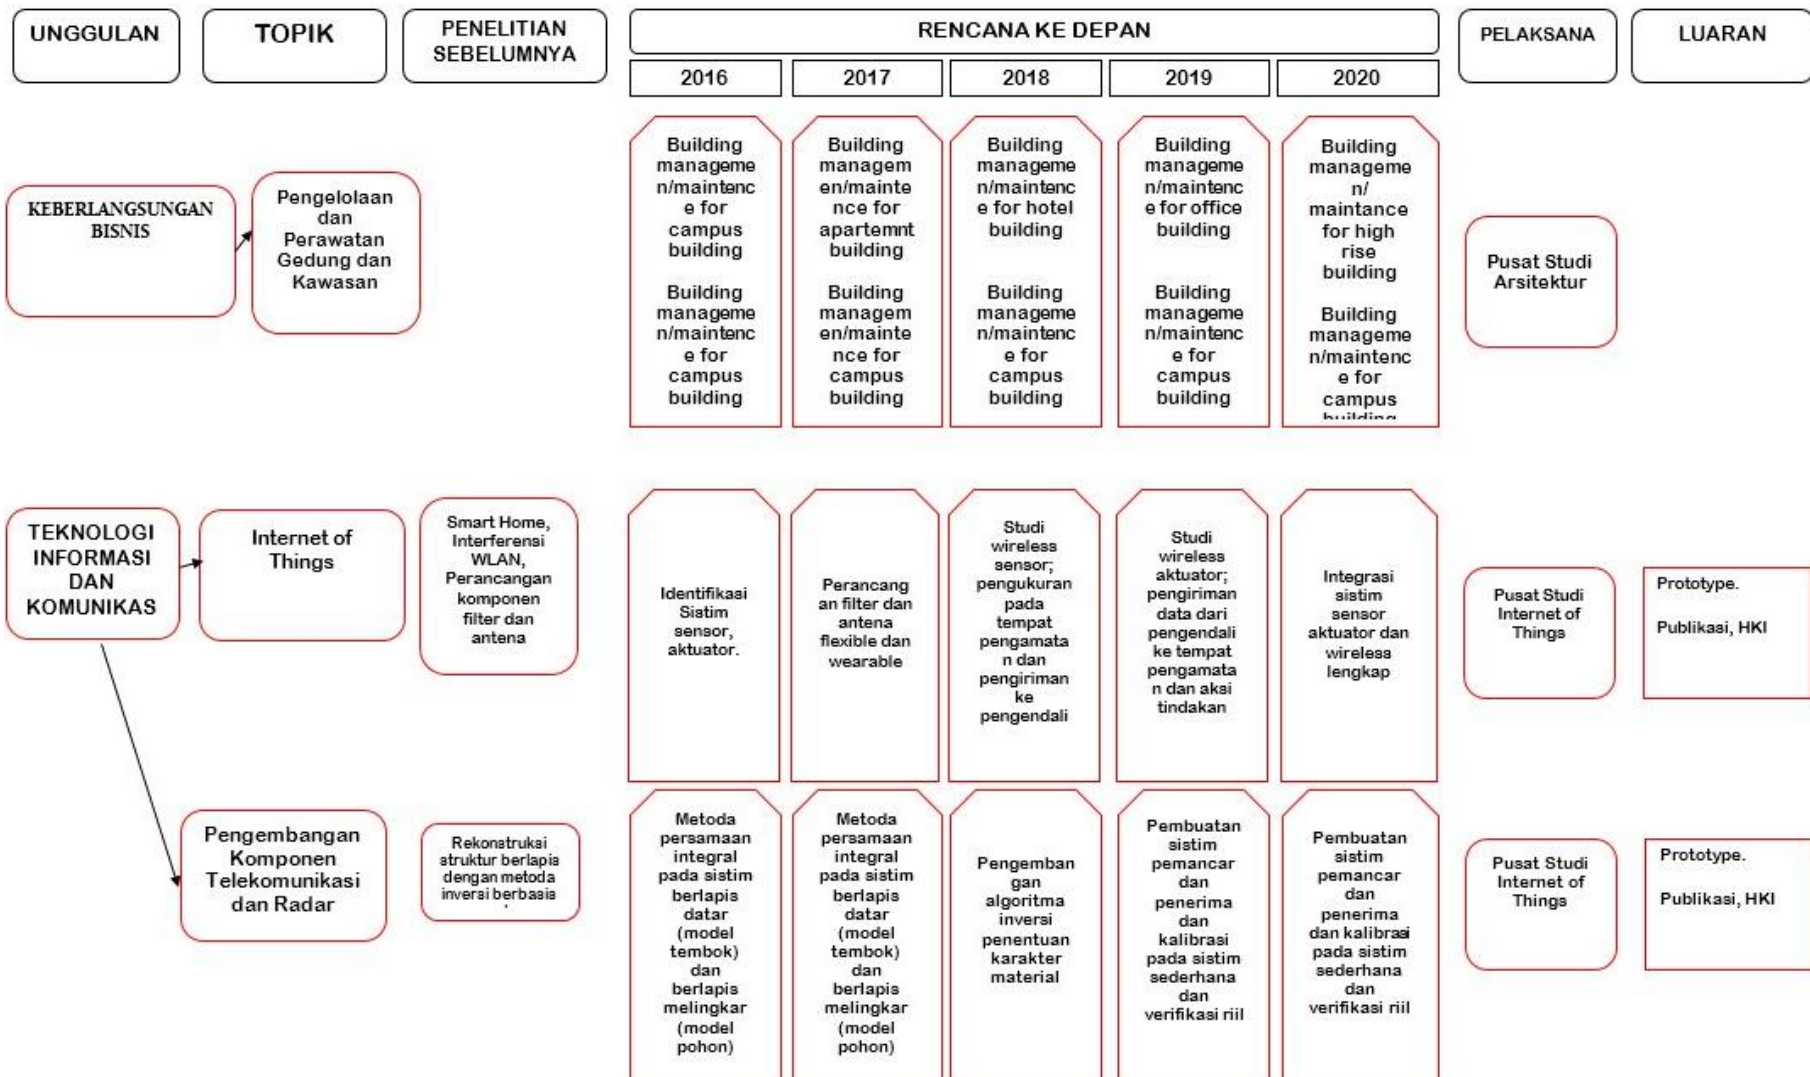 UNGGULAN
TOPIK
PENELITIAN
SEBELUMNYA
RENCANA KE DEPAN
PELAKSANA
LUARAN
2016
2017
2018
2019
2020
KEBERLANGSUNGAN
BISNIS
Pengelolaan
dan
Perawatan
Gedung dan
Kawasan
Building
manageme
n/maintenc
e for
campus
building
Building
manageme
n/maintenc
e for
campus
building
Building
managem
en/mainte
nce for
apartemnt
building
Building
managem
en/mainte
nce for
campus
building
Building
manageme
n/maintenc
e for hotel
building
Building
manageme
n/maintenc
e for
campus
building
Building
manageme
n/maintenc
e for office
building
Building
manageme
n/maintenc
e for
campus
building
Building
manageme
n/
maintance
for high
rise
building
Building
manageme
n/maintenc
e for
campus
building
Pusat Studi
Arsitektur
TEKNOLOGI
INFORMASI
DAN
KOMUNIKAS
Internet of
Things
Smart Home,
Interferensi
WLAN,
Perancangan
komponen
filter dan
antena
Identifikasi
Sistim
sensor,
aktuator.
Perancang
an filter dan
antena
flexible dan
wearable
Studi
wireless
sensor;
pengukuran
pada
tempat
pengamata
n dan
pengiriman
ke
pengendali
Studi
wireless
aktuator;
pengiriman
data dari
pengendali
ke tempat
pengamata
n dan aksi
tindakan
Integrasi
sistim
sensor
aktuator dan
wireless
lengkap
Pusat Studi
Internet of
Things
Prototype.
Publikasi, HKI
Pengembangan
Komponen
Telekomunikasi
dan Radar
Rekonstruksi
struktur berlapis
dengan metoda
inversi berbasis
Metoda
persamaan
integral
pada sistim
berlapis
datar
(model
tembok)
dan
berlapis
melingkar
(model
pohon)
Metoda
persamaan
integral
pada sistim
berlapis
datar
(model
tembok)
dan
berlapis
melingkar
(model
pohon)
Pengemban
gan
algoritma
inversi
penentuan
karakter
material
Pembuatan
sistim
pemancar
dan
penerima
dan
kalibrasi
pada sistim
sederhana
dan
verifikasi riil
Pembuatan
sistim
pemancar
dan
penerima
dan kalibrasi
pada sistim
sederhana
dan
verifikasi riil
Pusat Studi
Internet of
Things
Prototype.
Publikasi, HKI